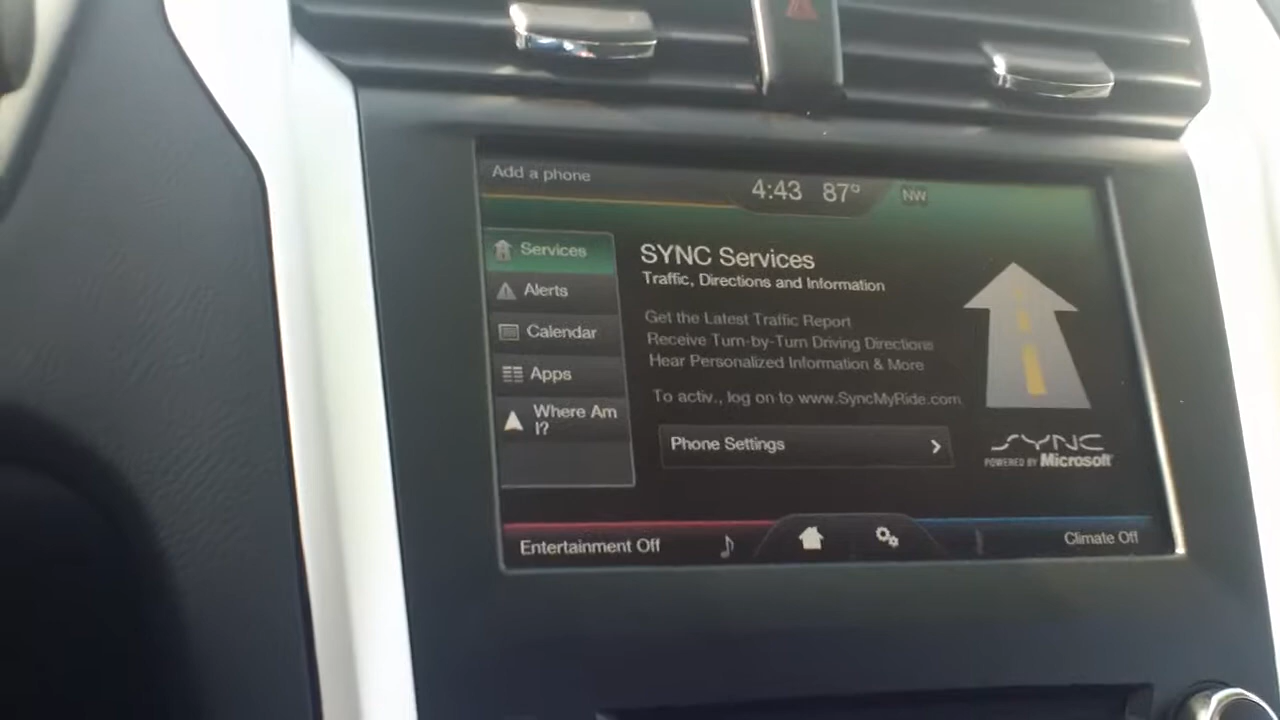 Add a phone
4:43 87° NW
Services
Alerts
Calendar
Apps
Where Am
I?
SYNC Services
Traffic, Directions and Information
Get the Latest Traffic Report
Receive Turn-by-Turn Driving Directions
Hear Personalized Information & More
To activ., log on to www.SyncMyRide.com
Phone Settings
SYNC
POWERED BY Microsoft
Entertainment Off
Climate Off